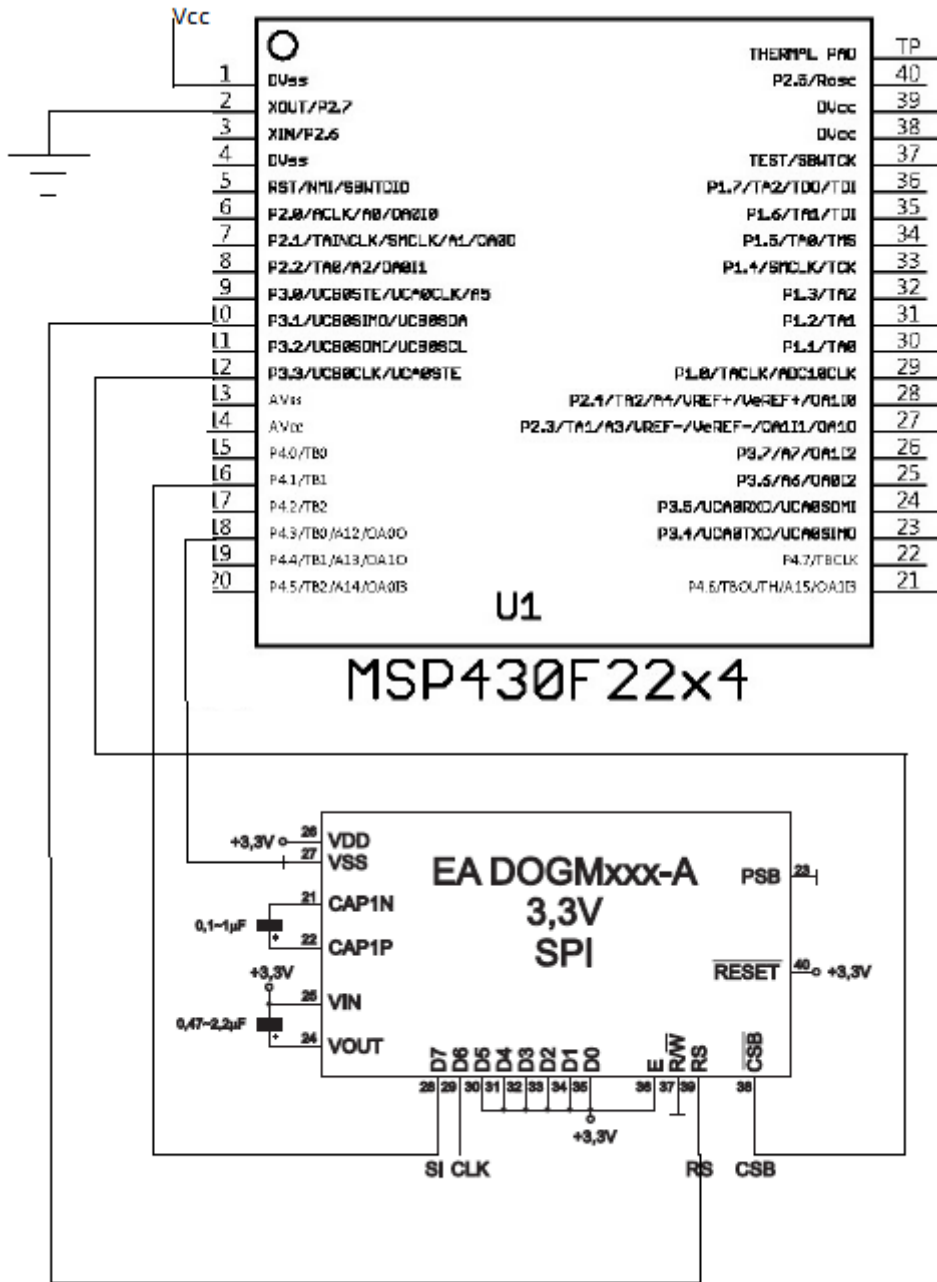 Vcc
THERMAL PAD TP
1 DVss P2.5/Rosc 40
2 XOUT/P2.7 DVcc 39
3 XIN/P2.6 DVcc 38
4 DVss TEST/SBWTCK 37
5 RST/NMI/SBWTDIO P1.7/TA2/TDO/TDI 36
6 P2.0/ACLK/A0/OA0I0 P1.6/TA1/TDI 35
7 P2.1/TAINCLK/SMCLK/A1/OA0O P1.5/TA0/TMS 34
8 P2.2/TA0/A2/OA0I1 P1.4/SMCLK/TCK 33
9 P3.0/UCB0STE/UCA0CLK/A5 P1.3/TA2 32
10 P3.1/UCB0SIMO/UCB0SDA P1.2/TA1 31
11 P3.2/UCB0SOMI/UCB0SCL P1.1/TA0 30
12 P3.3/UCB0CLK/UCA0STE P1.0/TACLK/ADC10CLK 29
13 AVss P2.4/TA2/A4/VREF+/VeREF+/OA1I0 28
14 AVcc P2.3/TA1/A3/VREF-/VeREF-/OA1I1/OA1O 27
15 P4.0/TB0 P3.7/A7/OA1I2 26
16 P4.1/TB1 P3.6/A6/OA0I2 25
17 P4.2/TB2 P3.5/UCA0RXD/UCA0SOMI 24
18 P4.3/TB0/A12/OA0O P3.4/UCA0TXD/UCA0SIMO 23
19 P4.4/TB1/A13/OA1O P4.7/TBCLK 22
20 P4.5/TB2/A14/OA0I3 P4.6/TBOUTH/A15/OA1I3 21
U1
MSP430F22x4
+3,3V 26 VDD
27 VSS
EA DOGMxxx-A
3,3V
SPI
PSB 23
21 CAP1N
0,1~1µF
22 CAP1P
RESET 40 +3,3V
+3,3V
25 VIN
0,47~2,2µF
24 VOUT
D7 D6 D5 D4 D3 D2 D1 D0 E R/W RS CSB
28 29 30 31 32 33 34 35 36 37 39 38
+3,3V
SI CLK RS CSB